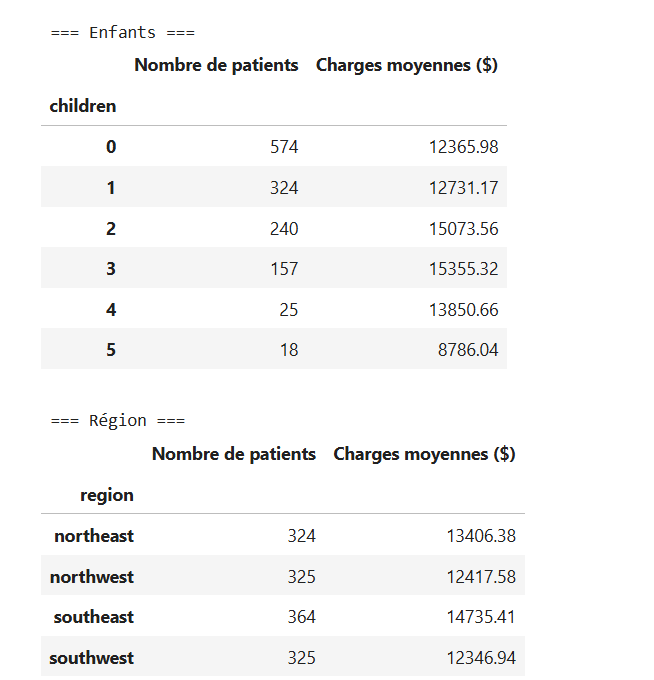 === Enfants ===
Nombre de patients Charges moyennes ($)
children
0 574 12365.98
1 324 12731.17
2 240 15073.56
3 157 15355.32
4 25 13850.66
5 18 8786.04
=== Région ===
Nombre de patients Charges moyennes ($)
region
northeast 324 13406.38
northwest 325 12417.58
southeast 364 14735.41
southwest 325 12346.94